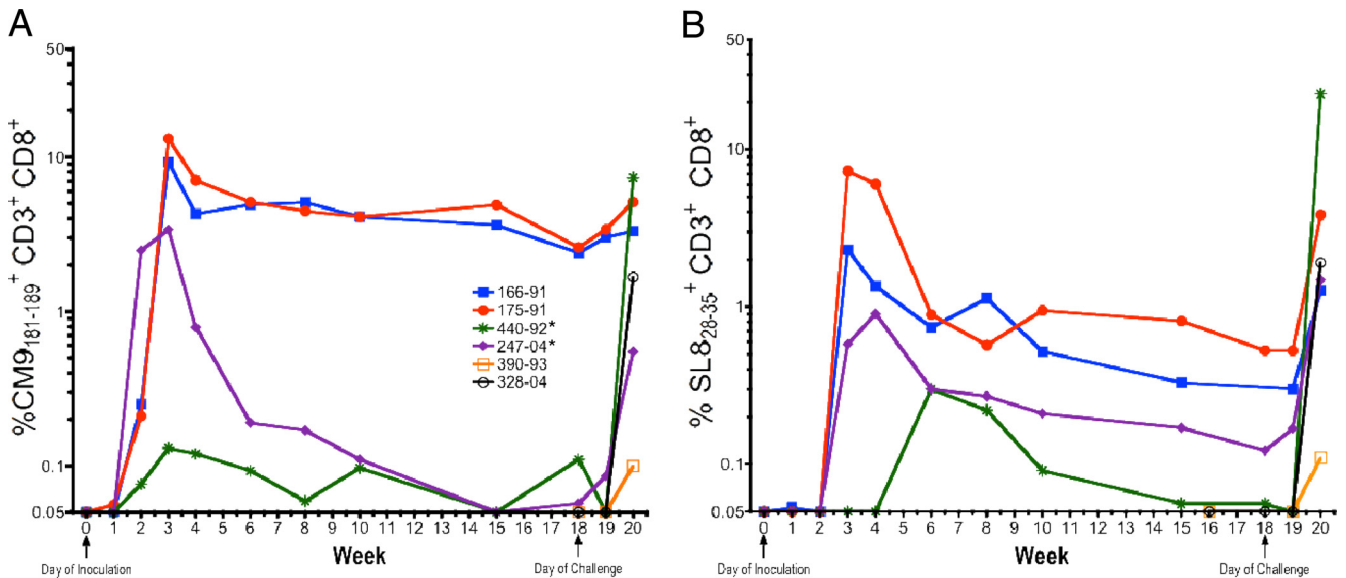 A
%CM9181-189+ CD3+ CD8+
50
10
1
0.1
0.05
166-91
175-91
440-92*
247-04*
390-93
328-04
0 1 2 3 4 5 6 7 8 9 10 11 12 13 14 15 16 17 18 19 20
Week
Day of Inoculation
Day of Challenge
B
% SL828-35+ CD3+ CD8+
50
10
1
0.1
0.05
0 1 2 3 4 5 6 7 8 9 10 11 12 13 14 15 16 17 18 19 20
Week
Day of Inoculation
Day of Challenge